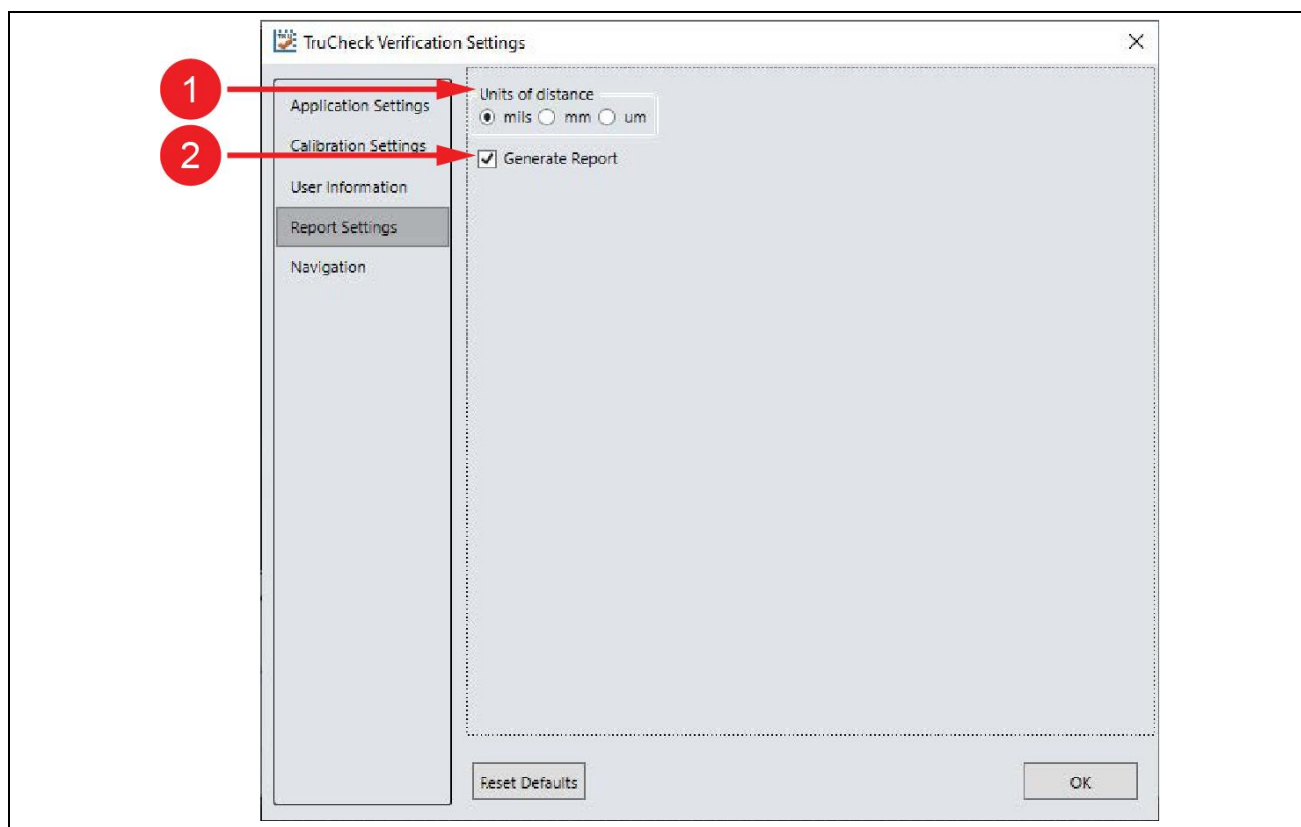 TruCheck Verification Settings
1
2
Application Settings
Calibration Settings
User Information
Report Settings
Navigation
Units of distance
mils mm um
Generate Report
Reset Defaults
OK